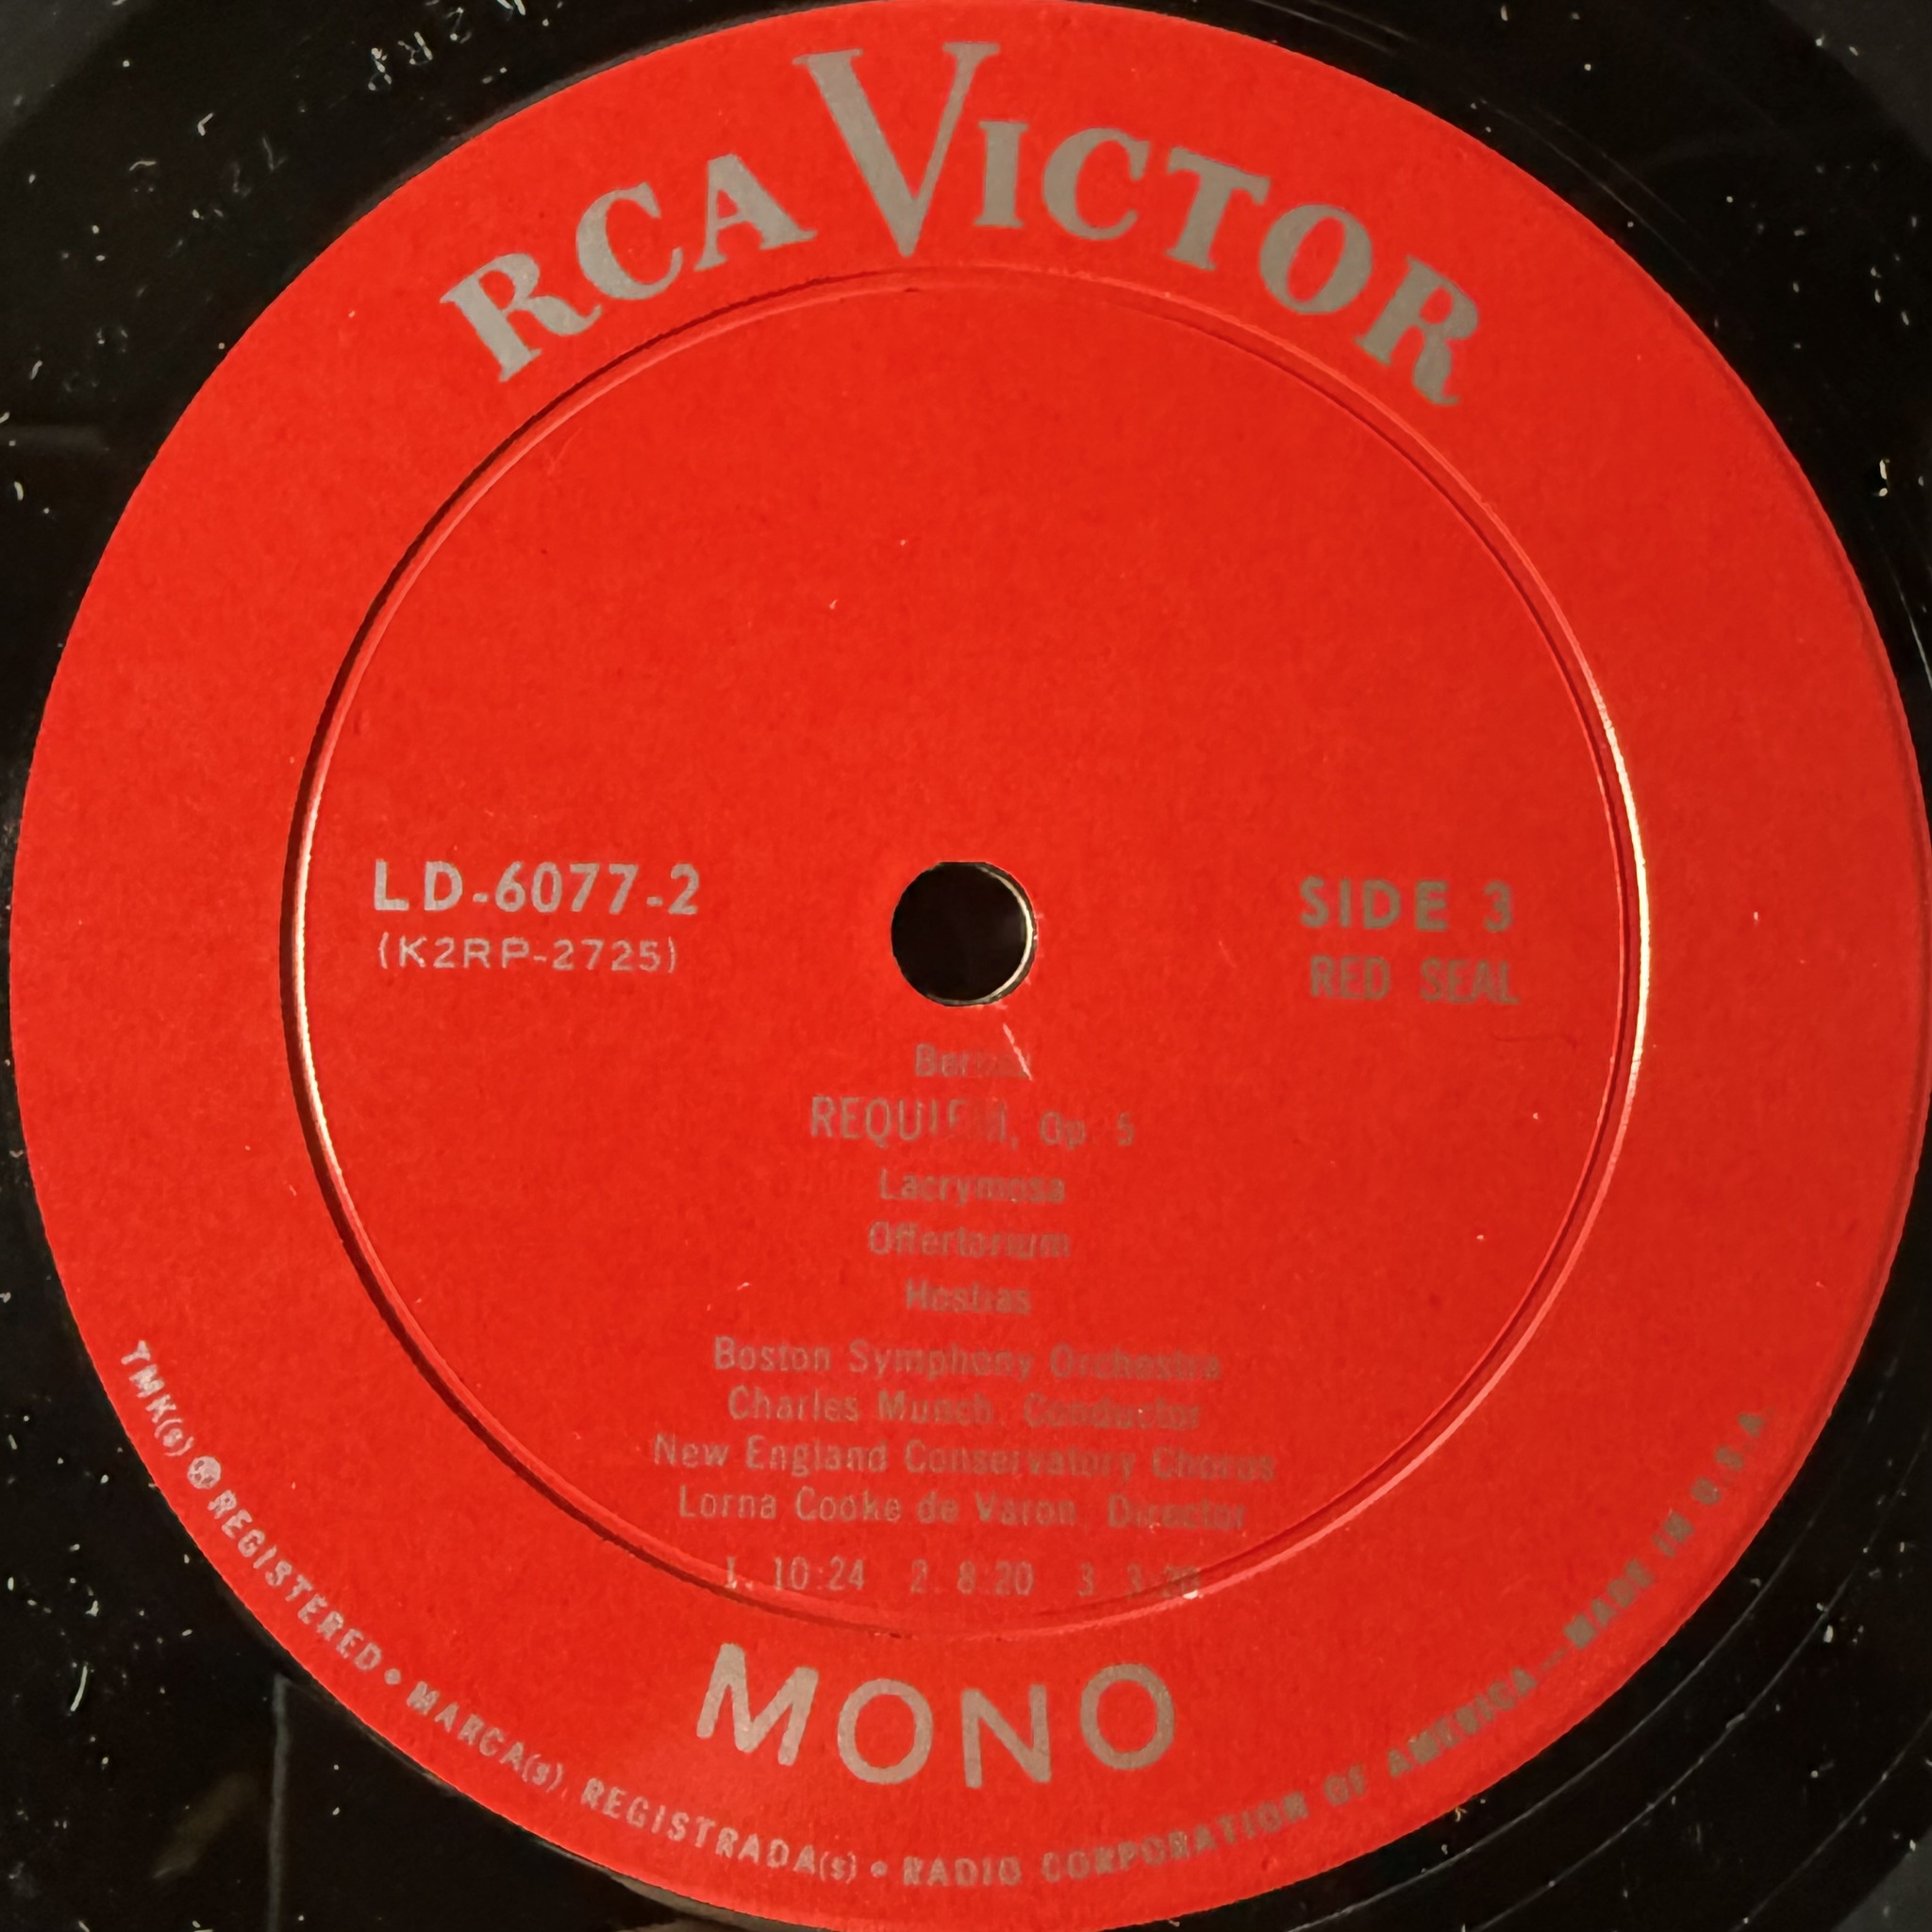 RCA VICTOR
LD-6077-2
(K2RP-2725)
SIDE 3
RED SEAL
REQUIEM, Op. 5
Lacrymosa
Offertorium
Hostias
Boston Symphony Orchestra
Charles Munch, Conductor
New England Conservatory Chorus
Lorna Cooke de Varon, Director
1. 10:24 2. 8:20 3.
MONO
TMK(s) ® REGISTERED • MARCA(s) REGISTRADA(s) • RADIO CORPORATION OF AMERICA—MADE IN U.S.A.